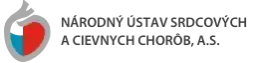 NÁRODNÝ ÚSTAV SRDCOVÝCH
A CIEVNYCH CHORÔB, A.S.